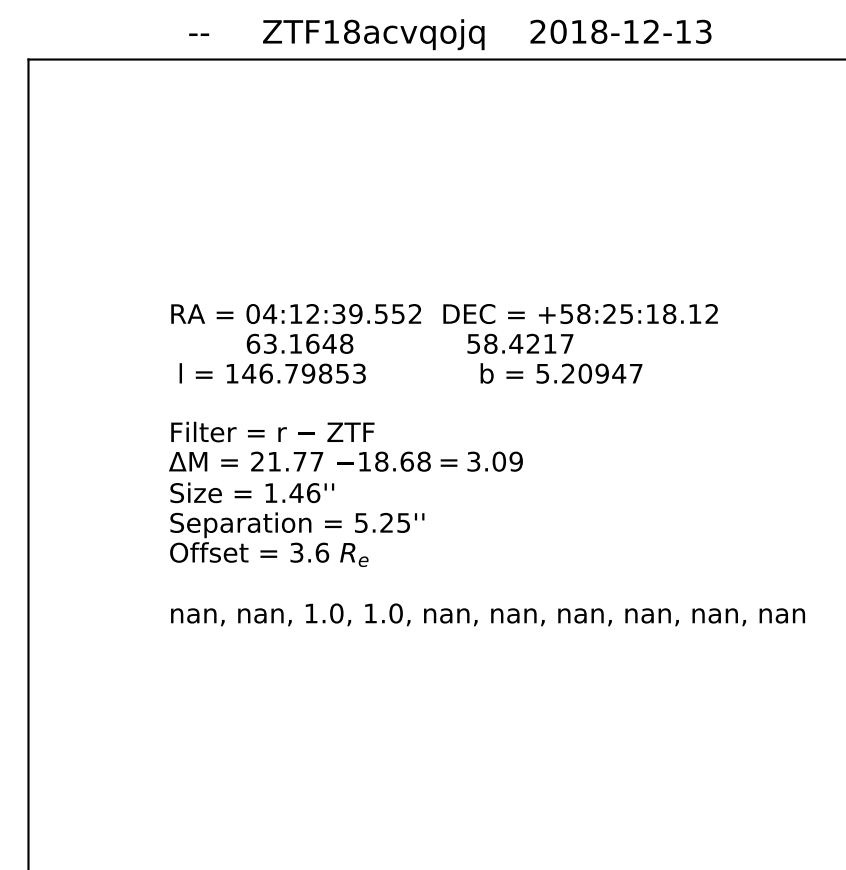 -- ZTF18acvqojq 2018-12-13
RA = 04:12:39.552 DEC = +58:25:18.12
63.1648 58.4217
l = 146.79853 b = 5.20947
Filter = r − ZTF
ΔM = 21.77 −18.68 = 3.09
Size = 1.46''
Separation = 5.25''
Offset = 3.6 Re
nan, nan, 1.0, 1.0, nan, nan, nan, nan, nan, nan